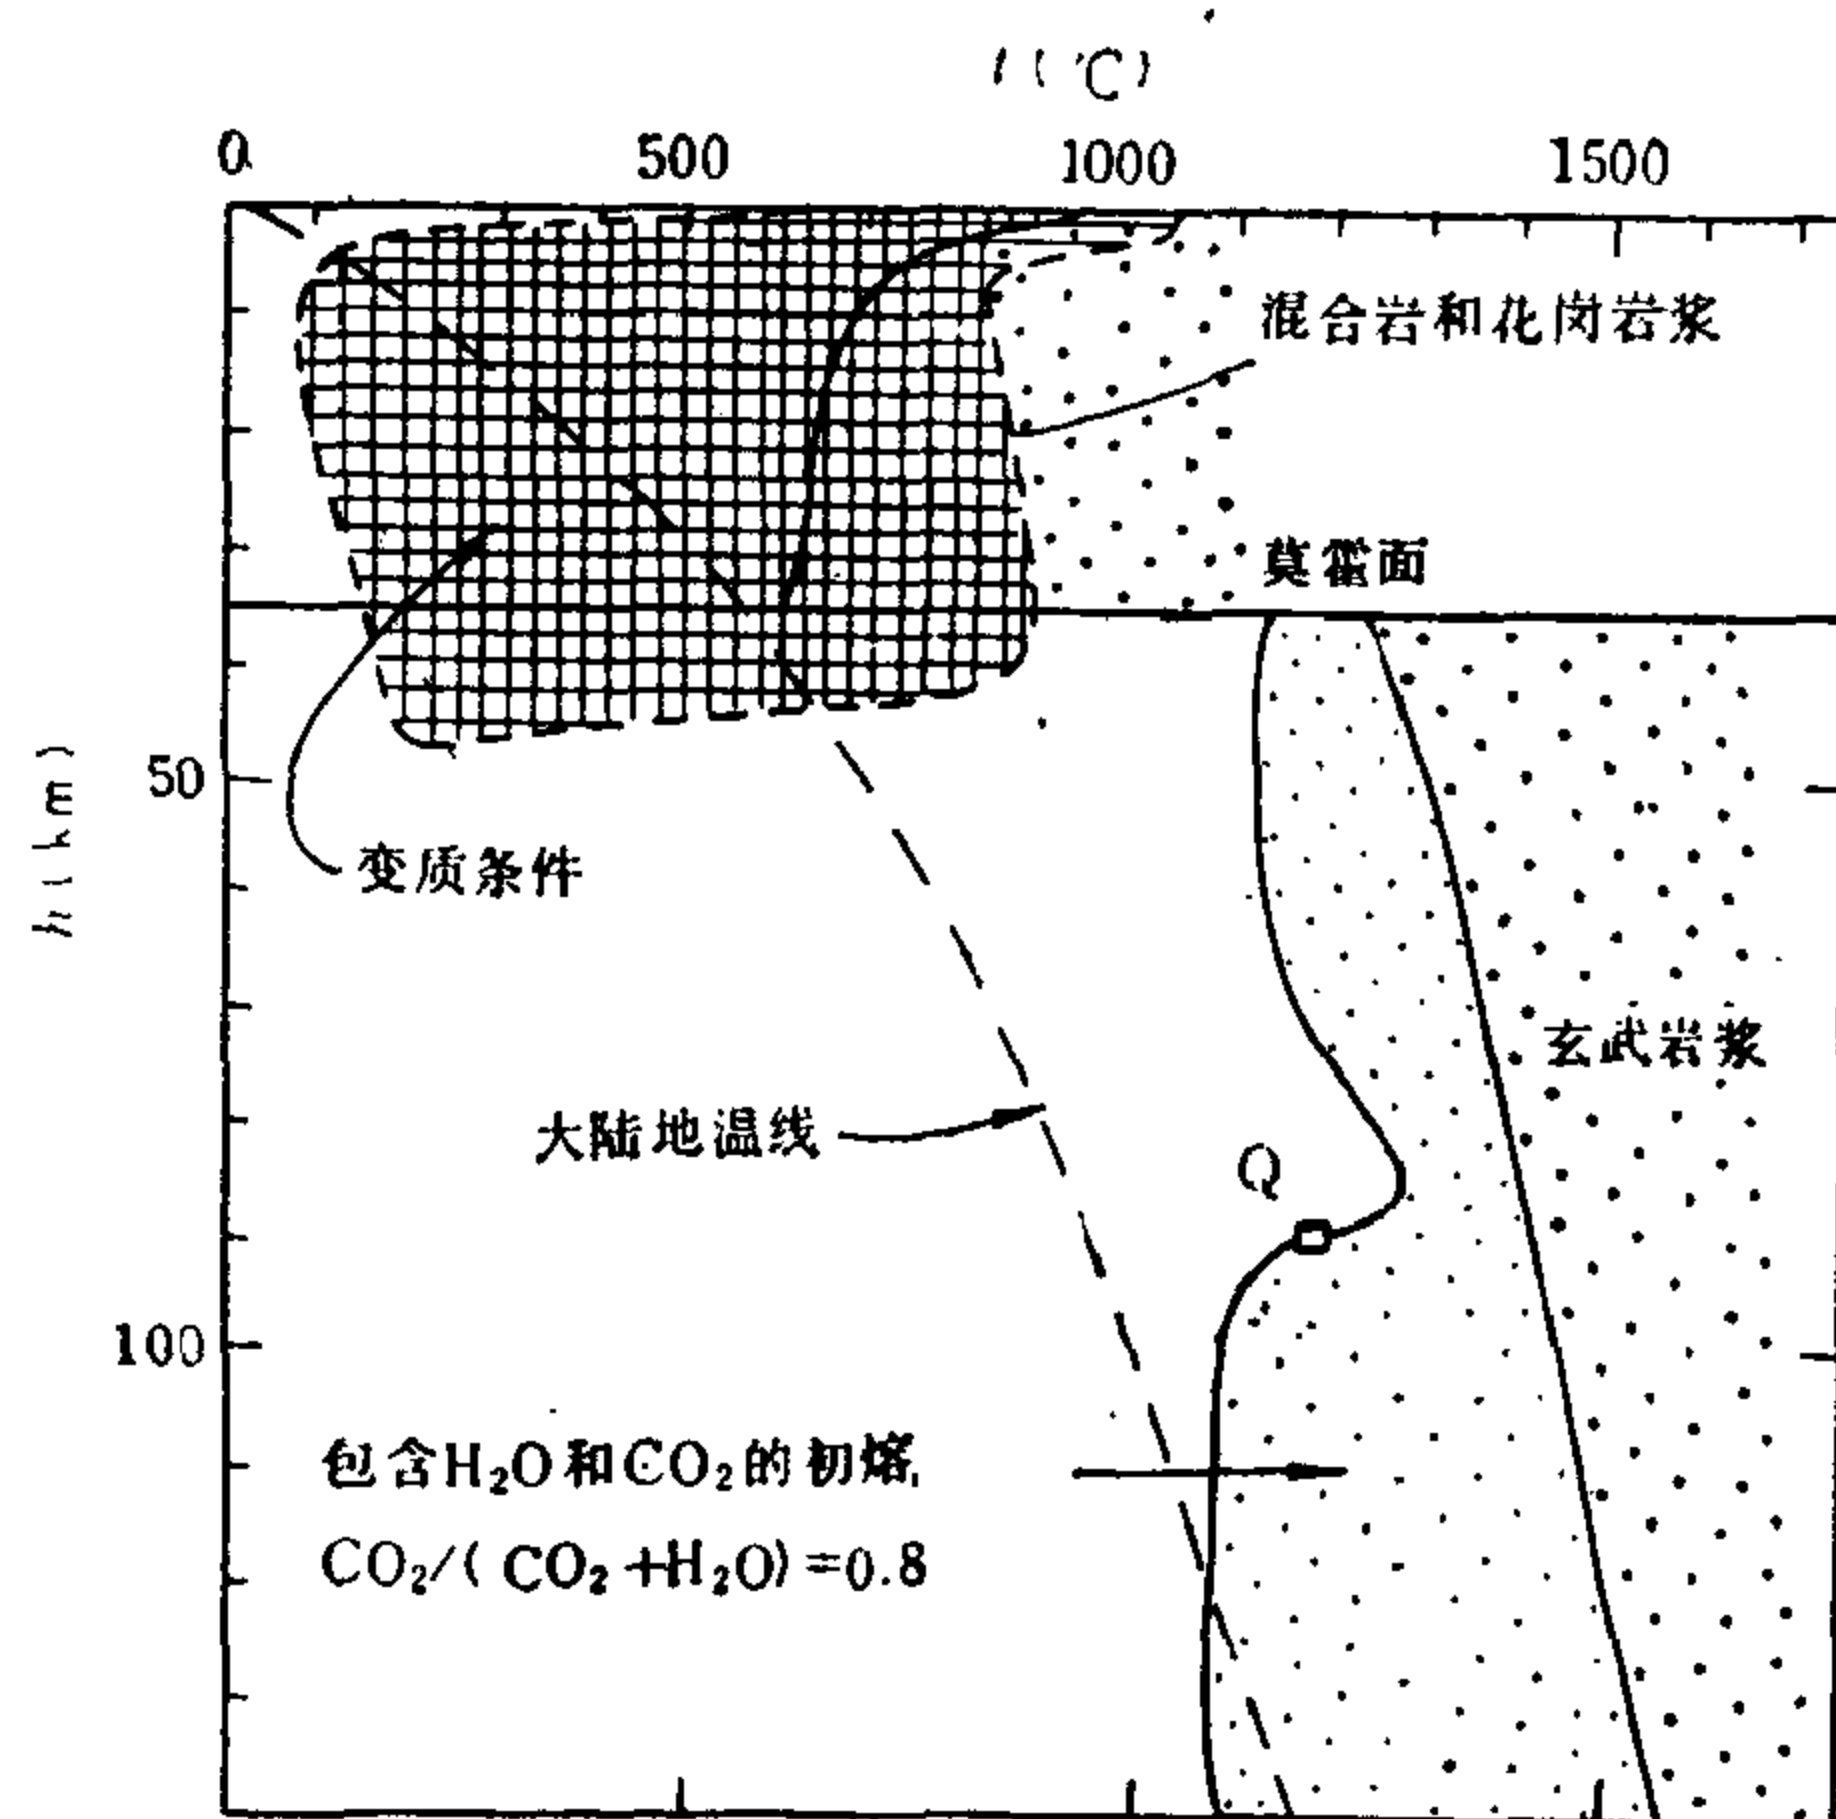 t(℃)
0 500 1000 1500
混合岩和花岗岩浆
莫霍面
h(km)
50
变质条件
玄武岩浆
大陆地温线
Q
100
包含H₂O和CO₂的初熔
CO₂/(CO₂+H₂O)=0.8